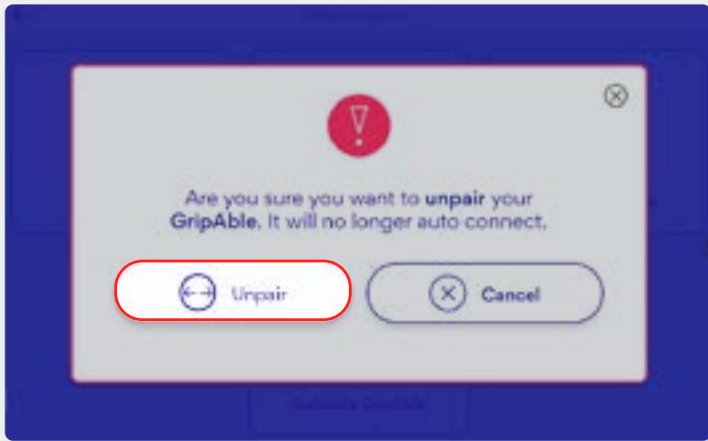 Are you sure you want to unpair your
GripAble. It will no longer auto connect.
Unpair
Cancel